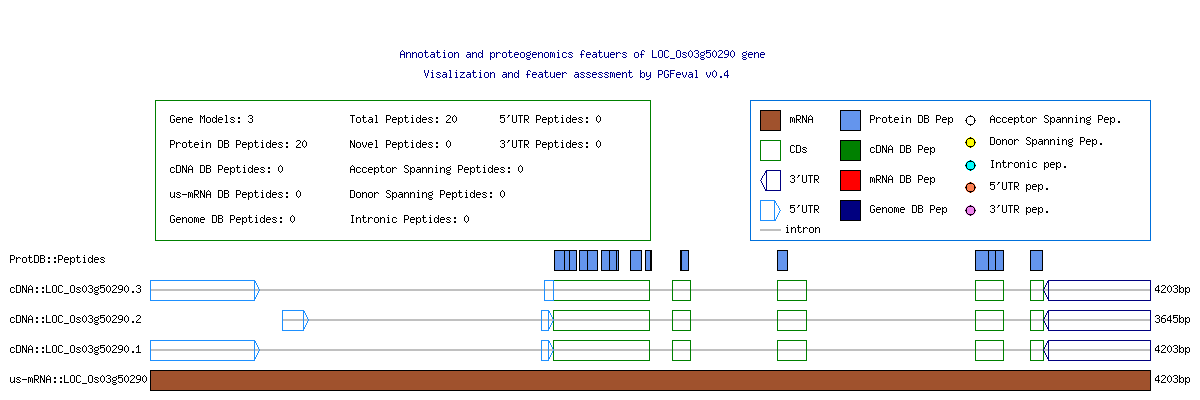 Annotation and proteogenomics featuers of LOC_Os03g50290 gene
Visalization and featuer assessment by PGFeval v0.4
Gene Models: 3 Total Peptides: 20 5'UTR Peptides: 0
Protein DB Peptides: 20 Novel Peptides: 0 3'UTR Peptides: 0
cDNA DB Peptides: 0 Acceptor Spanning Peptides: 0
us-mRNA DB Peptides: 0 Donor Spanning Peptides: 0
Genome DB Peptides: 0 Intronic Peptides: 0
mRNA Protein DB Pep Acceptor Spanning Pep.
CDs cDNA DB Pep Donor Spanning Pep.
3'UTR mRNA DB Pep Intronic pep.
5'UTR Genome DB Pep 5'UTR pep.
intron 3'UTR pep.
ProtDB::Peptides
cDNA::LOC_Os03g50290.3 4203bp
cDNA::LOC_Os03g50290.2 3645bp
cDNA::LOC_Os03g50290.1 4203bp
us-mRNA::LOC_Os03g50290 4203bp